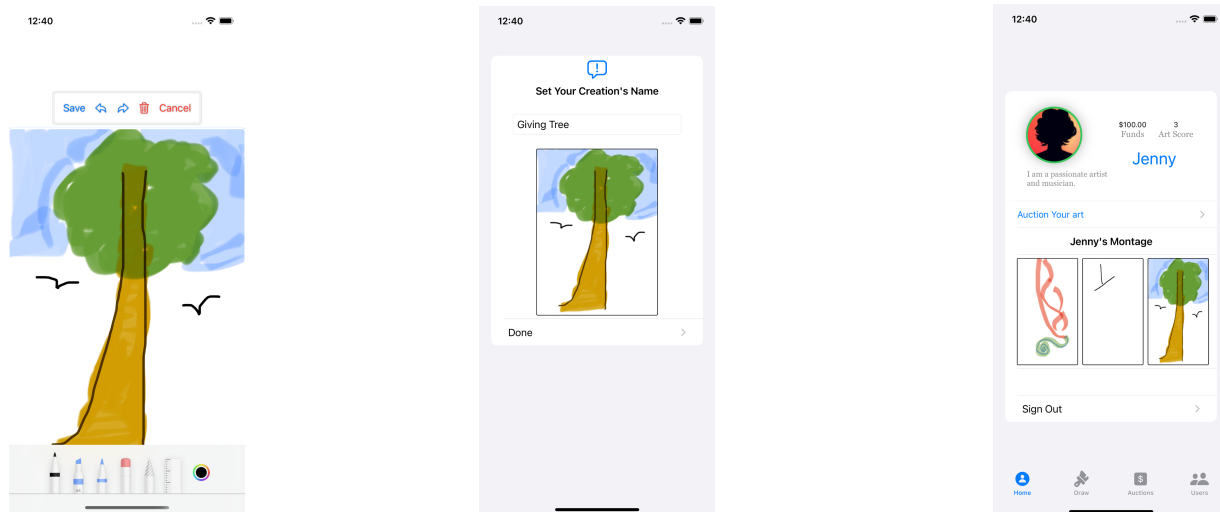 12:40
Save
Cancel
12:40
Set Your Creation's Name
Giving Tree
Done
12:40
$100.00
3
Funds
Art Score
Jenny
I am a passionate artist
and musician.
Auction Your art
Jenny's Montage
Sign Out
Home
Draw
Auctions
Users